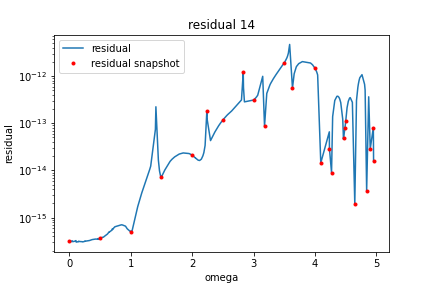 residual 14
residual
residual snapshot
10⁻¹²
10⁻¹³
10⁻¹⁴
10⁻¹⁵
residual
0 1 2 3 4 5
omega